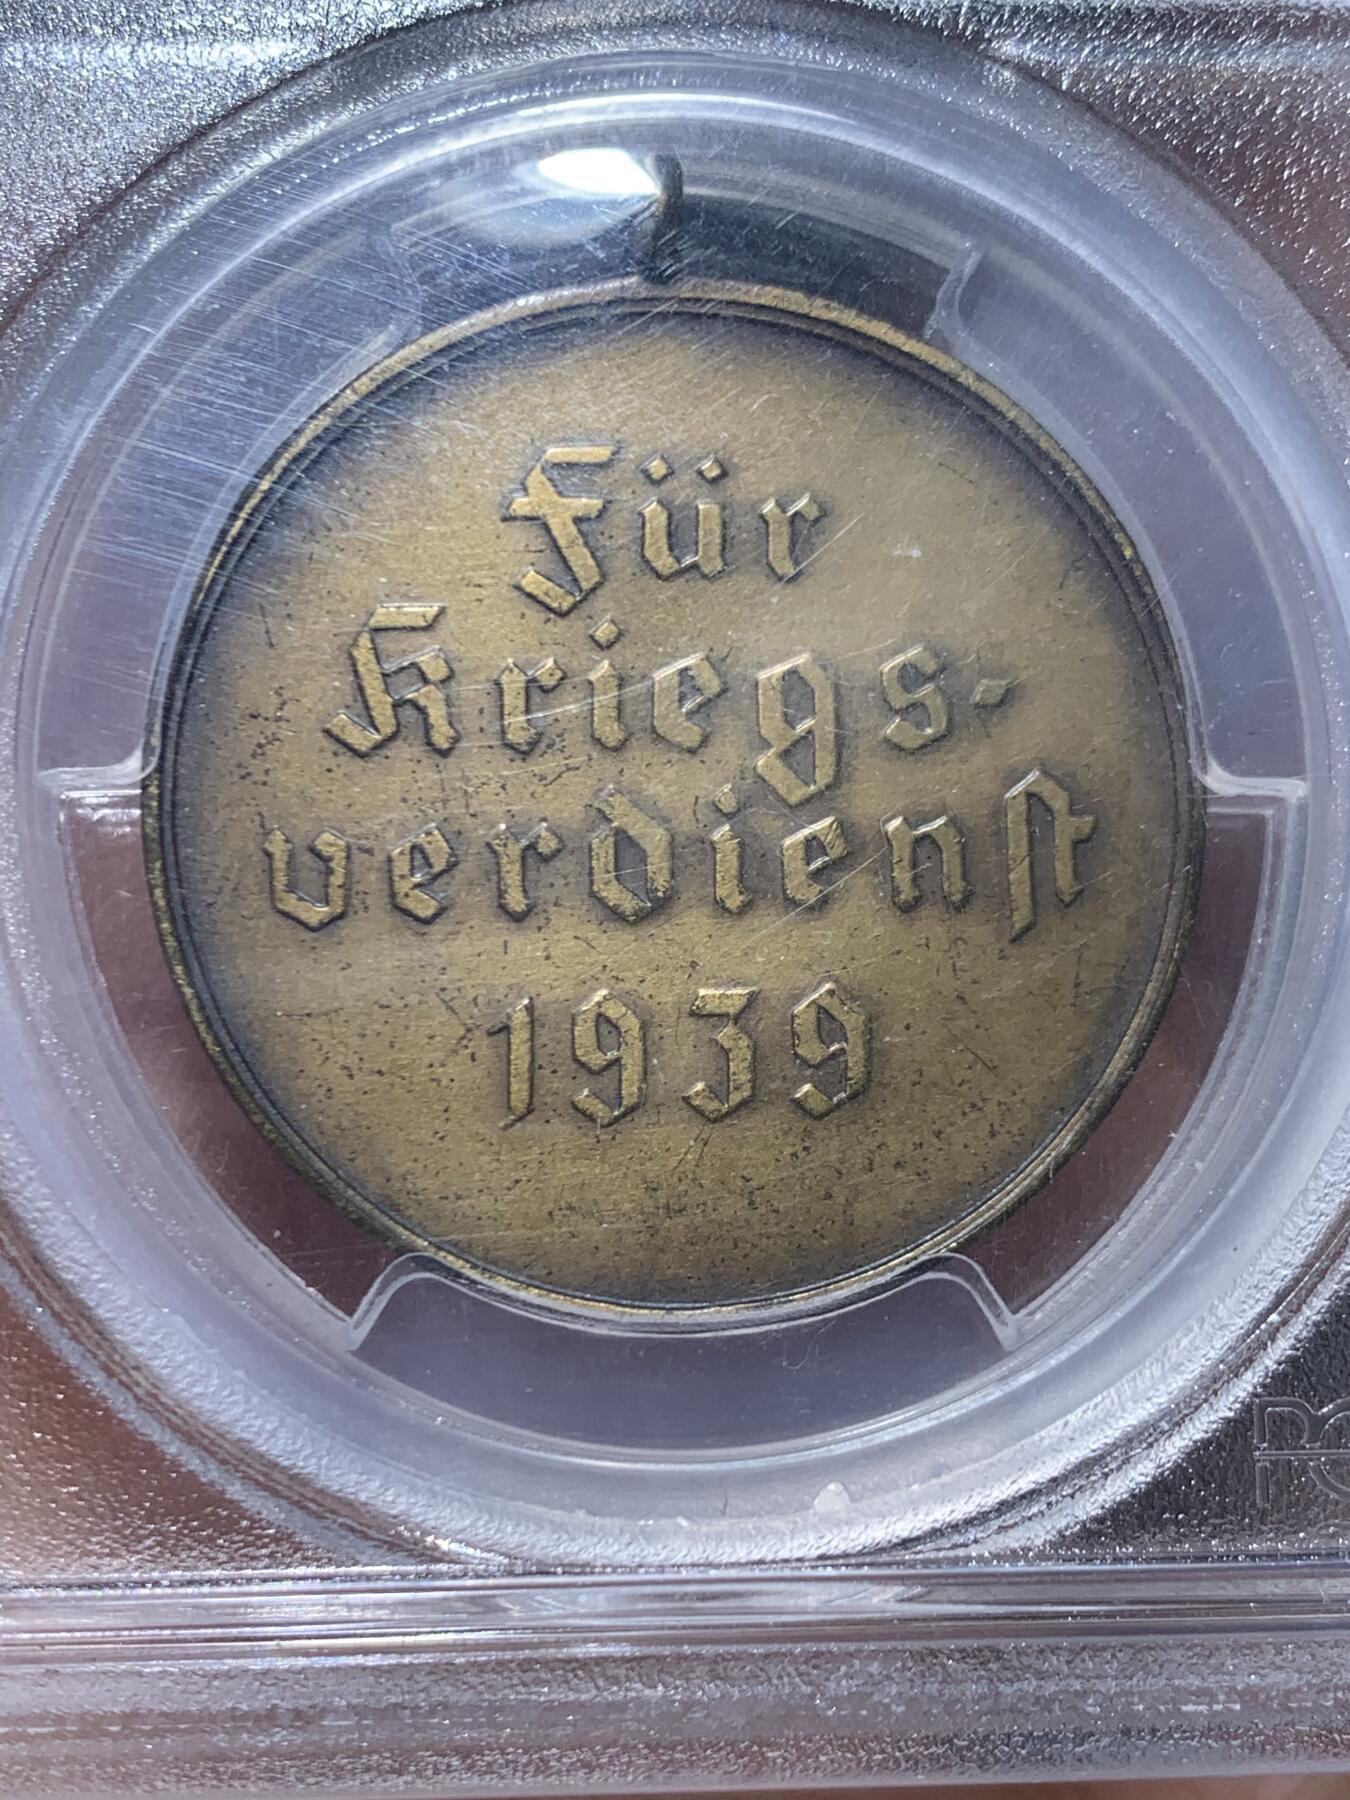 Für
Kriegs-
verdienst
1939